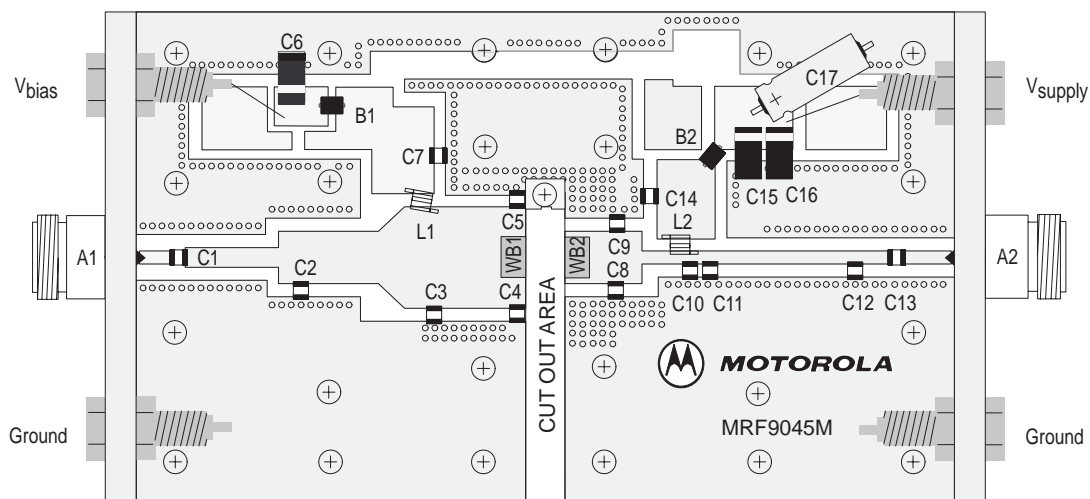 C6
C17
Vbias
Vsupply
B1
B2
C7
C15
C16
C14
L1
C5
L2
C9
A1
C1
WB1
WB2
A2
C2
C8
C3
C4
C10
C11
C12
C13
CUT OUT AREA
MOTOROLA
MRF9045M
Ground
Ground